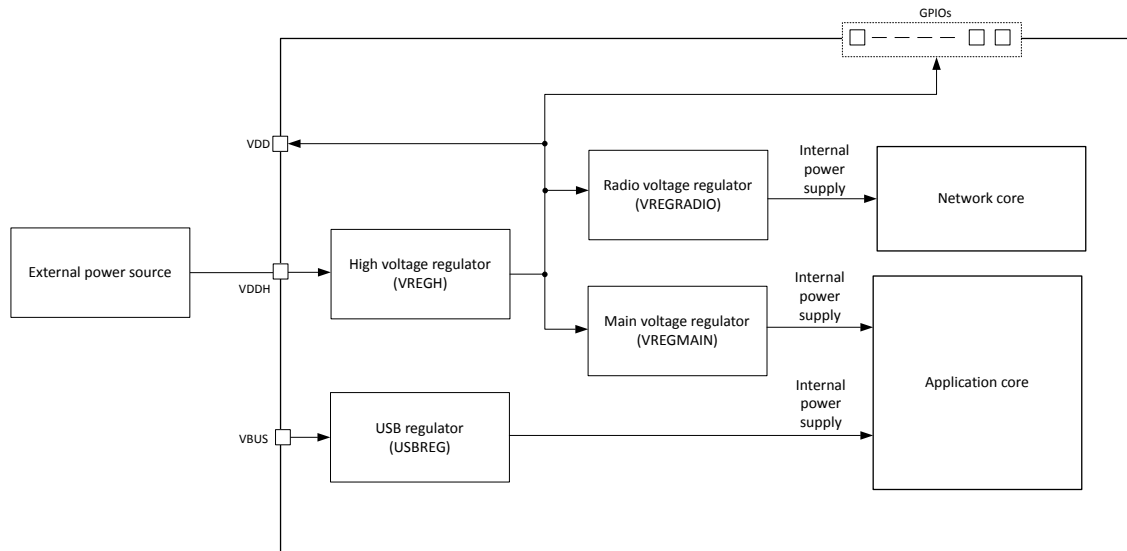 GPIOs
VDD
Radio voltage regulator
(VREGRADIO)
Internal
power
supply
Network core
External power source
VDDH
High voltage regulator
(VREGH)
Main voltage regulator
(VREGMAIN)
Internal
power
supply
Application core
VBUS
USB regulator
(USBREG)
Internal
power
supply